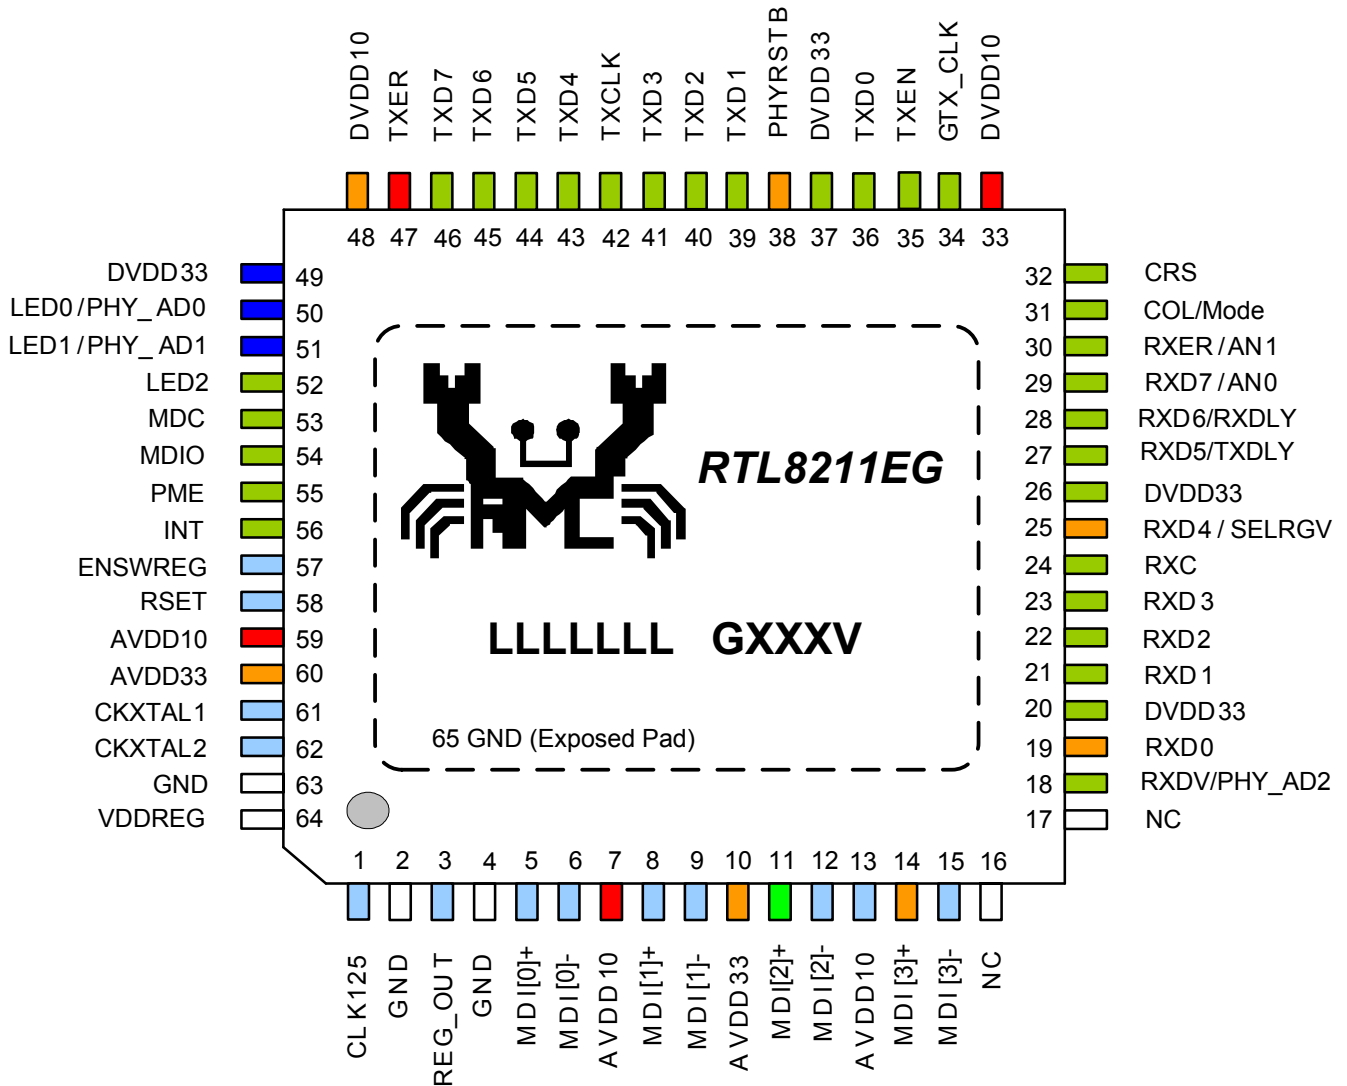 DVDD10
TXER
TXD7
TXD6
TXD5
TXD4
TXCLK
TXD3
TXD2
TXD1
PHYRSTB
DVDD33
TXD0
TXEN
GTX_CLK
DVDD10
48 47 46 45 44 43 42 41 40 39 38 37 36 35 34 33
DVDD33 49
LED0/PHY_AD0 50
LED1/PHY_AD1 51
LED2 52
MDC 53
MDIO 54
PME 55
INT 56
ENSWREG 57
RSET 58
AVDD10 59
AVDD33 60
CKXTAL1 61
CKXTAL2 62
GND 63
VDDREG 64
RTL8211EG
LLLLLLL GXXXV
65 GND (Exposed Pad)
32 CRS
31 COL/Mode
30 RXER/AN1
29 RXD7/AN0
28 RXD6/RXDLY
27 RXD5/TXDLY
26 DVDD33
25 RXD4/SELRGV
24 RXC
23 RXD3
22 RXD2
21 RXD1
20 DVDD33
19 RXD0
18 RXDV/PHY_AD2
17 NC
1 2 3 4 5 6 7 8 9 10 11 12 13 14 15 16
CLK125
GND
REG_OUT
GND
MDI[0]+
MDI[0]-
AVDD10
MDI[1]+
MDI[1]-
AVDD33
MDI[2]+
MDI[2]-
AVDD10
MDI[3]+
MDI[3]-
NC